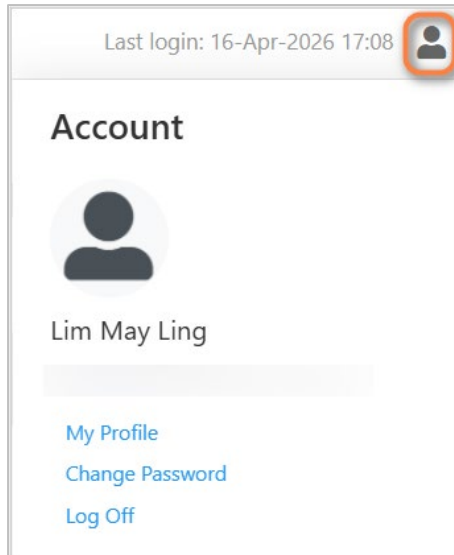 Last login: 16-Apr-2026 17:08
Account
Lim May Ling
My Profile
Change Password
Log Off